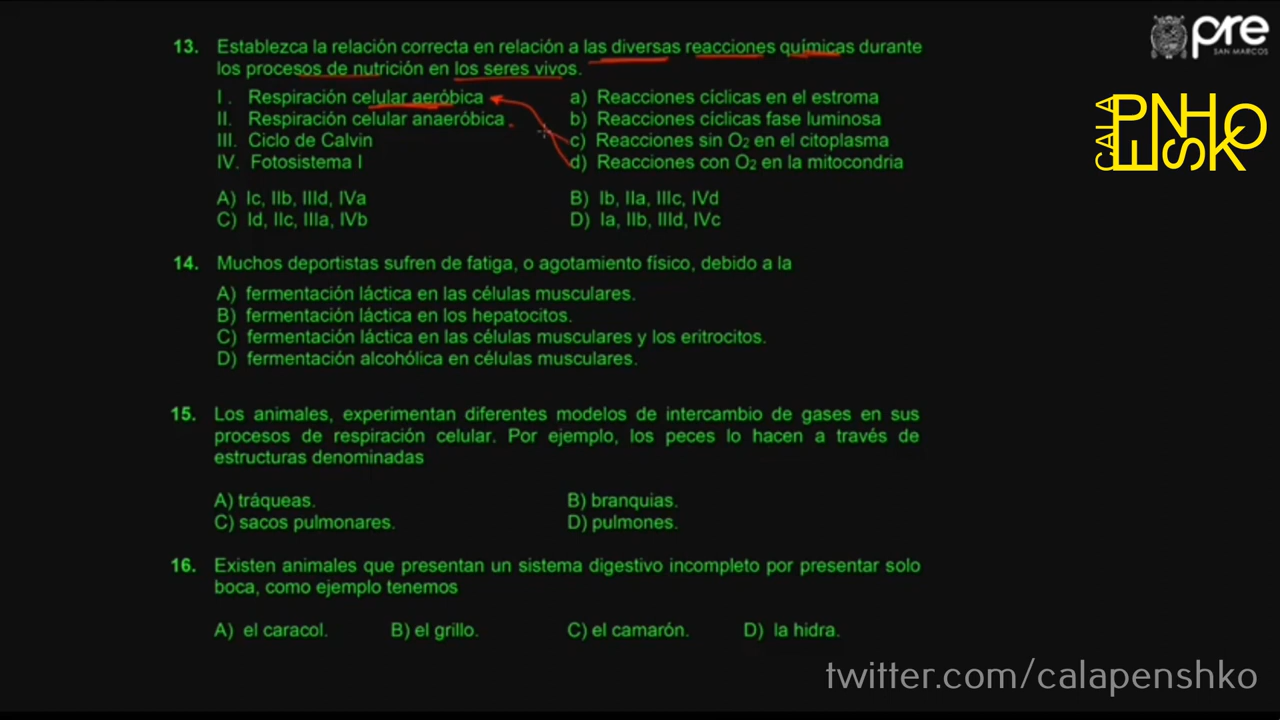 pre
SAN MARCOS
CALA
PENSHKO
13. Establezca la relación correcta en relación a las diversas reacciones químicas durante
los procesos de nutrición en los seres vivos.
I . Respiración celular aeróbica a) Reacciones cíclicas en el estroma
II. Respiración celular anaeróbica b) Reacciones cíclicas fase luminosa
III. Ciclo de Calvin c) Reacciones sin O₂ en el citoplasma
IV. Fotosistema I d) Reacciones con O₂ en la mitocondria
A) Ic, IIb, IIId, IVa B) Ib, IIa, IIIc, IVd
C) Id, IIc, IIIa, IVb D) Ia, IIb, IIId, IVc
14. Muchos deportistas sufren de fatiga, o agotamiento físico, debido a la
A) fermentación láctica en las células musculares.
B) fermentación láctica en los hepatocitos.
C) fermentación láctica en las células musculares y los eritrocitos.
D) fermentación alcohólica en células musculares.
15. Los animales, experimentan diferentes modelos de intercambio de gases en sus
procesos de respiración celular. Por ejemplo, los peces lo hacen a través de
estructuras denominadas
A) tráqueas. B) branquias.
C) sacos pulmonares. D) pulmones.
16. Existen animales que presentan un sistema digestivo incompleto por presentar solo
boca, como ejemplo tenemos
A) el caracol. B) el grillo. C) el camarón. D) la hidra.
twitter.com/calapenshko